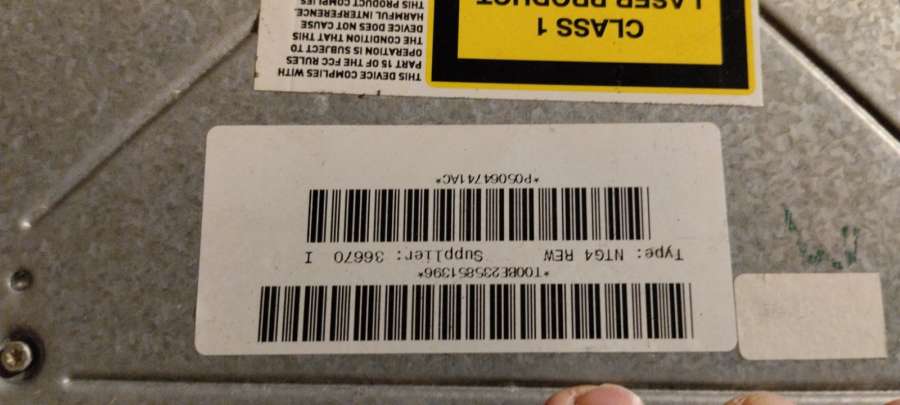 *T00BE235851396*
Type: NTG4 REW Supplier: 36670 I
*P05064741AC*
CLASS 1
LASER PRODUCT
THIS DEVICE COMPLIES WITH
PART 15 OF THE FCC RULES
OPERATION IS SUBJECT TO
THE CONDITION THAT THIS
DEVICE DOES NOT CAUSE
HARMFUL INTERFERENCE.
THIS PRODUCT COMPLIES